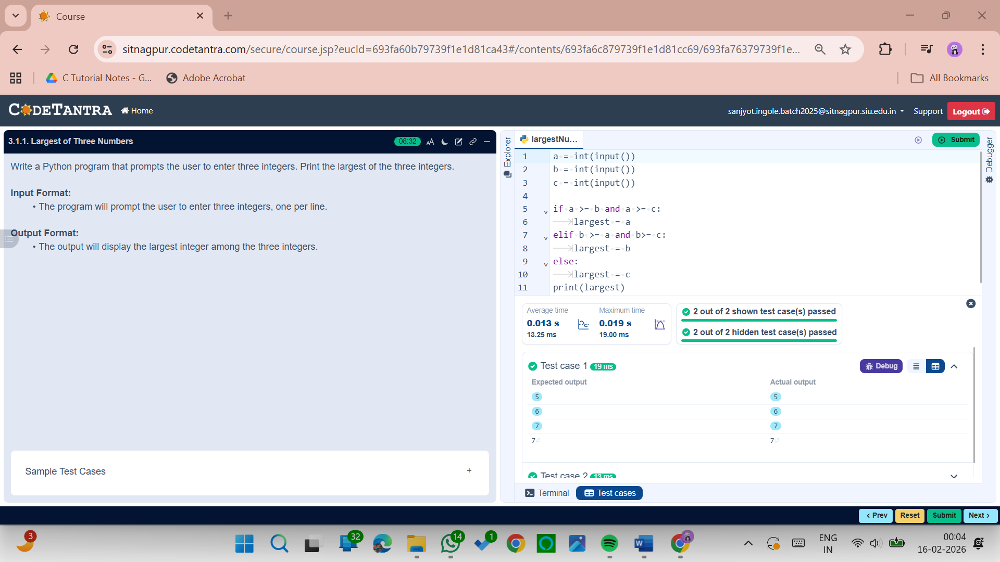 Course
sitnagpur.codetantra.com/secure/course.jsp?eucId=693fa60b79739f1e1d81ca43#/contents/693fa6c879739f1e1d81cc69/693fa76379739f1e...
C Tutorial Notes - G...
Adobe Acrobat
All Bookmarks
CODETANTRA
Home
sanjyot.ingole.batch2025@sitnagpur.siu.edu.in
Support
Logout
3.1.1. Largest of Three Numbers
08:32
AA
Write a Python program that prompts the user to enter three integers. Print the largest of the three integers.
Input Format:
• The program will prompt the user to enter three integers, one per line.
Output Format:
• The output will display the largest integer among the three integers.
Sample Test Cases
+
Explorer
largestNu...
Submit
Debugger
1 a = int(input())
2 b = int(input())
3 c = int(input())
4
5 if a >= b and a >= c:
6 largest = a
7 elif b >= a and b>= c:
8 largest = b
9 else:
10 largest = c
11 print(largest)
Average time
0.013 s
13.25 ms
Maximum time
0.019 s
19.00 ms
2 out of 2 shown test case(s) passed
2 out of 2 hidden test case(s) passed
Test case 1 19 ms
Debug
Expected output Actual output
5 5
6 6
7 7
7 7
Test case 2 13 ms
Terminal
Test cases
< Prev
Reset
Submit
Next >
3
32
14
1
W
ENG
IN
00:04
16-02-2026